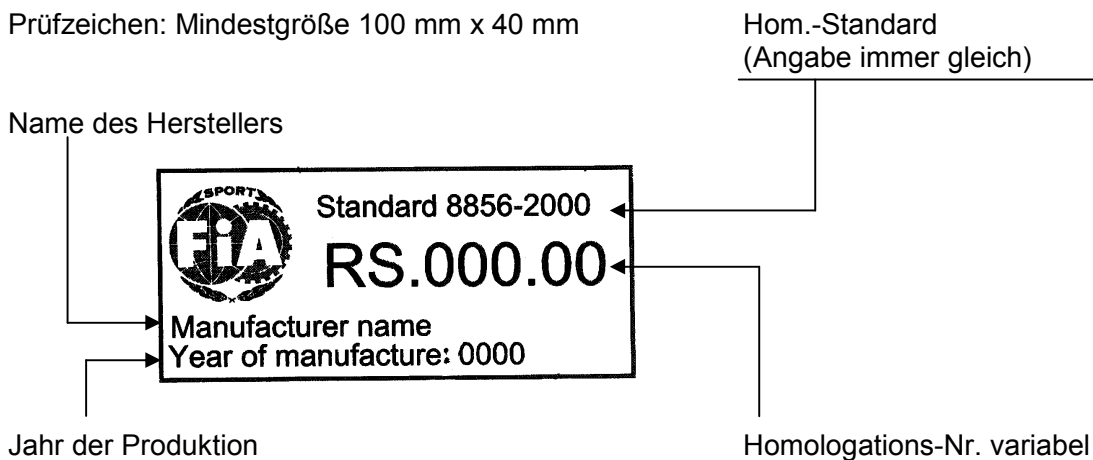 Prüfzeichen: Mindestgröße 100 mm x 40 mm
Hom.-Standard
(Angabe immer gleich)
Name des Herstellers
SPORT
FiA
Standard 8856-2000
RS.000.00
Manufacturer name
Year of manufacture: 0000
Jahr der Produktion
Homologations-Nr. variabel